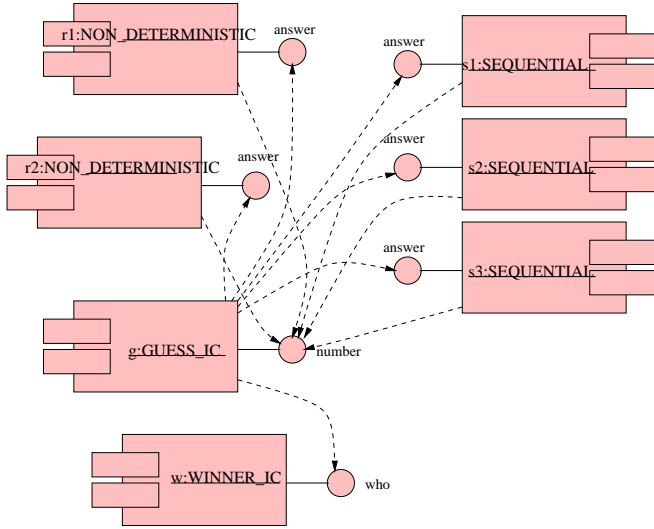 r1:NON_DETERMINISTIC
answer
answer
s1:SEQUENTIAL
r2:NON_DETERMINISTIC
answer
answer
s2:SEQUENTIAL
answer
s3:SEQUENTIAL
g:GUESS_IC
number
w:WINNER_IC
who